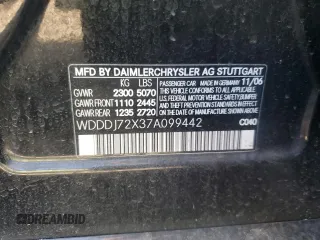 MFD BY DAIMLERCHRYSLER AG STUTTGART
KG LBS MADE IN GERMANY 11/06
GVWR 2300 5070
GAWR FRONT 1110 2445
GAWR REAR 1235 2720
PASSENGER CAR
THIS VEHICLE CONFORMS TO ALL APPLICABLE
U.S. FEDERAL MOTOR VEHICLE SAFETY/BUMPER
AND THEFT PREVENTION STANDARDS
IN EFFECT ON THE DATE OF
MANUFACTURE SHOWN ABOVE
WDDDJ72X37A099442
C040
© IDRIVEANDBID